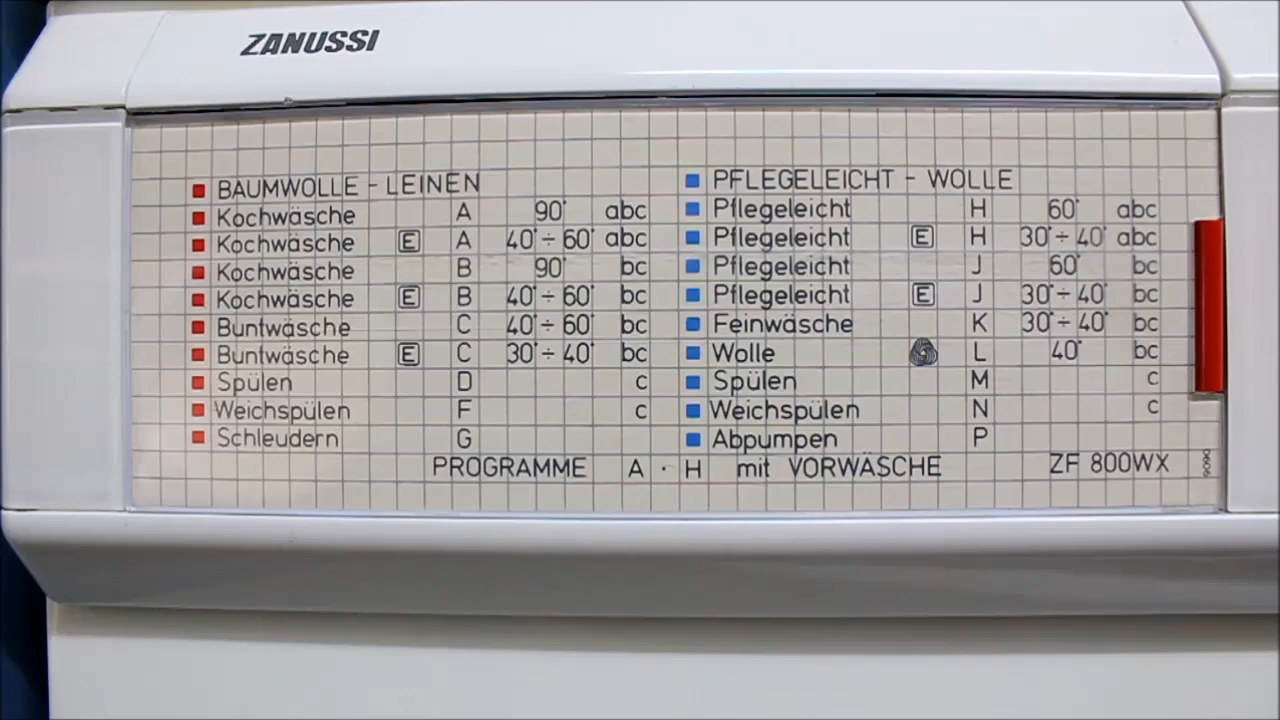 ZANUSSI
BAUMWOLLE - LEINEN
Kochwäsche A 90° abc
Kochwäsche E A 40° ÷ 60° abc
Kochwäsche B 90° bc
Kochwäsche E B 40° ÷ 60° bc
Buntwäsche C 40° ÷ 60° bc
Buntwäsche E C 30° ÷ 40° bc
Spülen D c
Weichspülen F c
Schleudern G
PFLEGELEICHT - WOLLE
Pflegeleicht H 60° abc
Pflegeleicht E H 30° ÷ 40° abc
Pflegeleicht J 60° bc
Pflegeleicht E J 30° ÷ 40° bc
Feinwäsche K 30° ÷ 40° bc
Wolle L 40° bc
Spülen M c
Weichspülen N c
Abpumpen P
PROGRAMME A · H mit VORWÄSCHE ZF 800WX